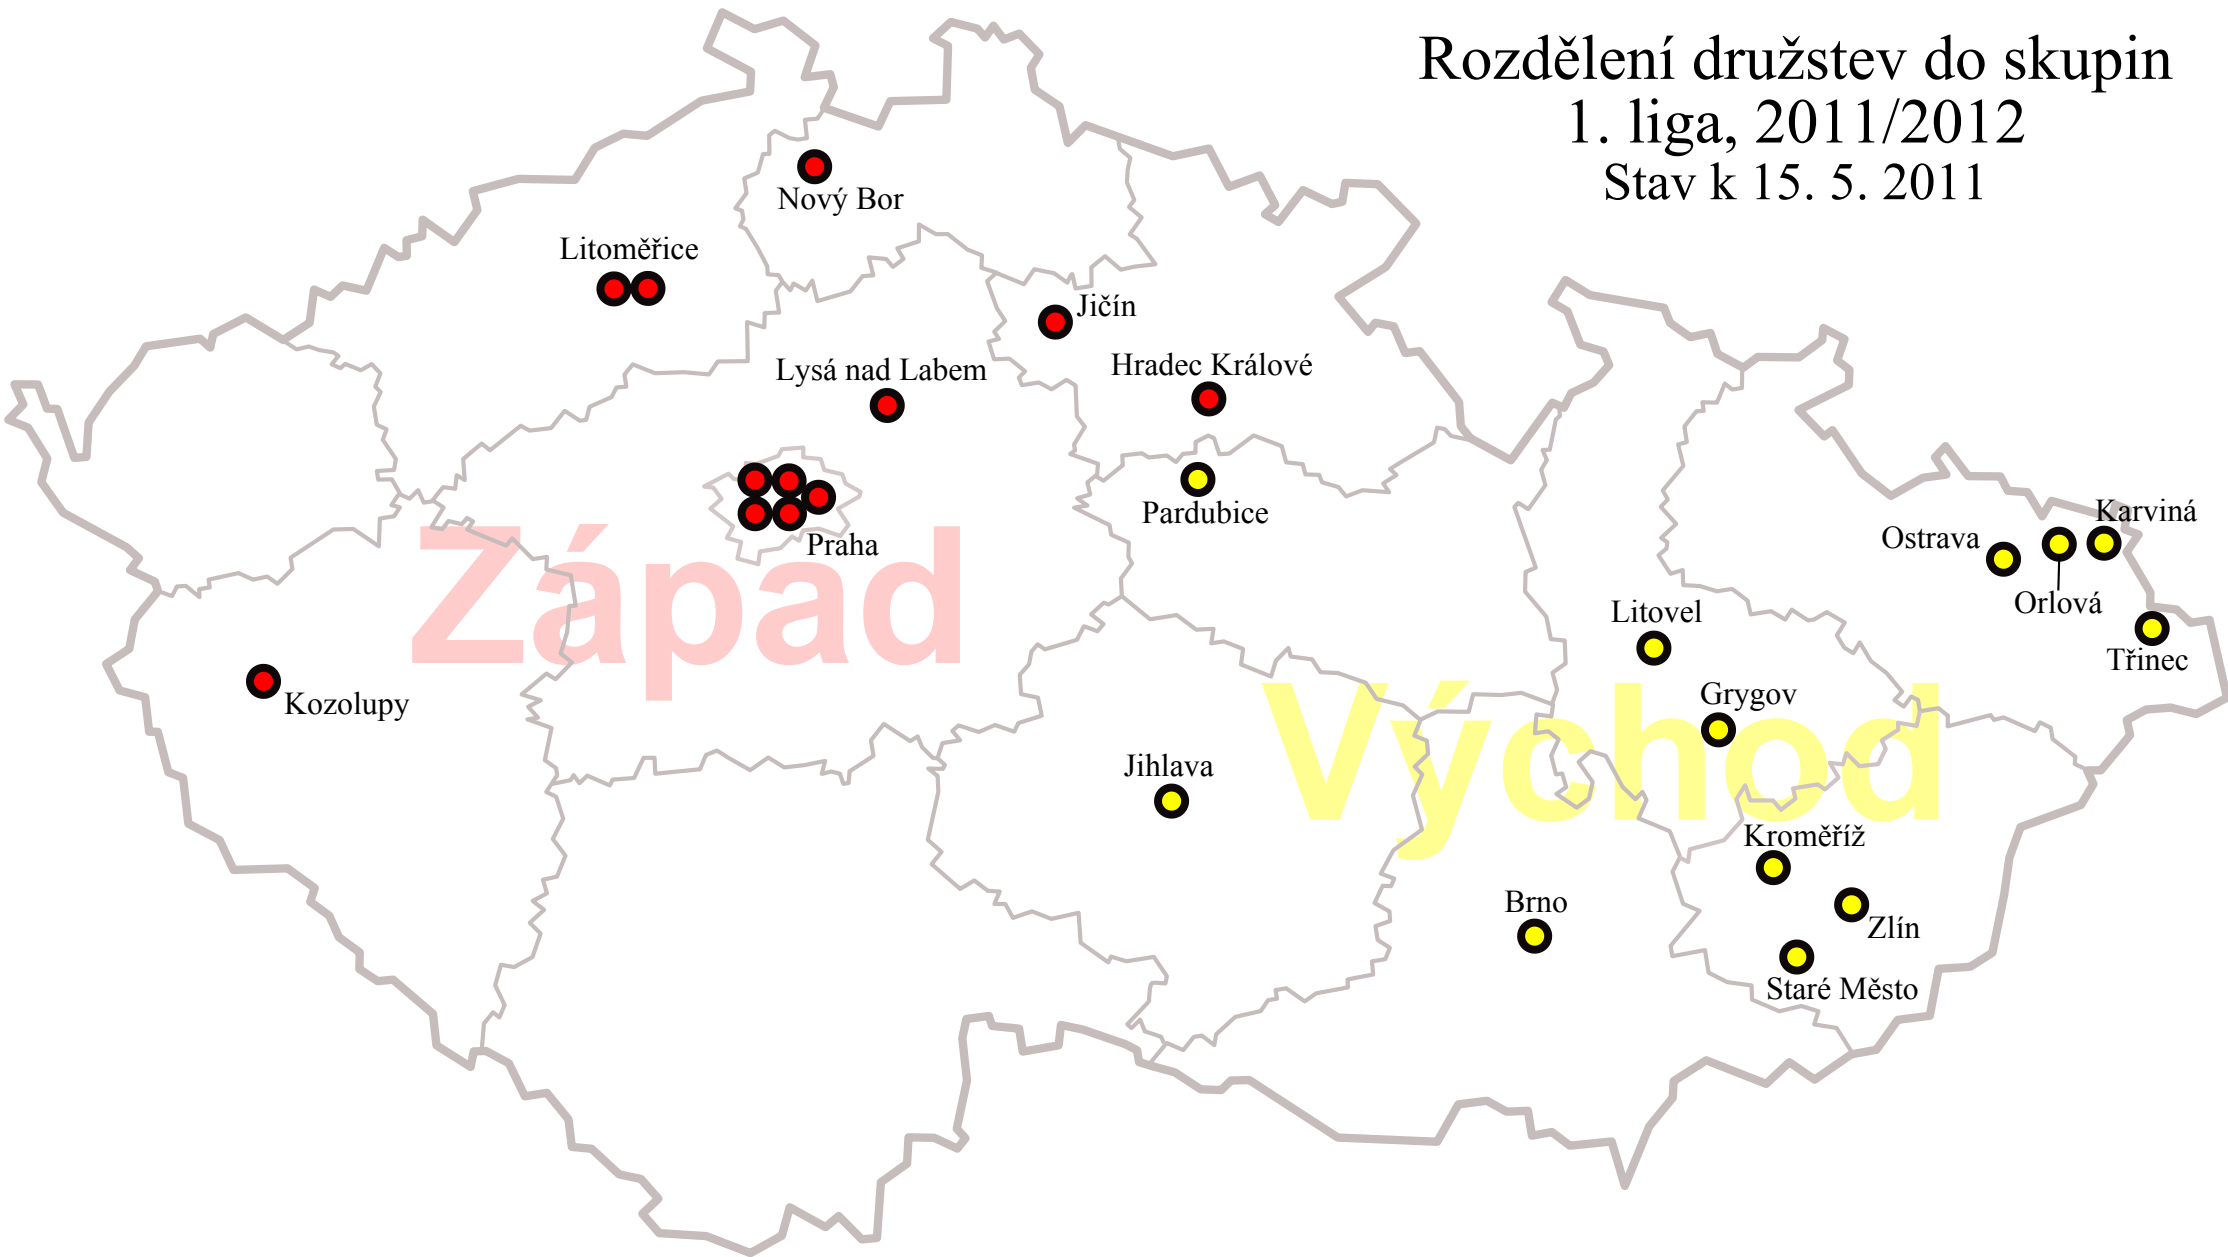 Rozdělení družstev do skupin
1. liga, 2011/2012
Stav k 15. 5. 2011
Nový Bor
Litoměřice
Jičín
Lysá nad Labem
Hradec Králové
Pardubice
Karviná
Ostrava
Praha
Západ
Orlová
Litovel
Třinec
Grygov
Kozolupy
Východ
Jihlava
Kroměříž
Brno
Zlín
Staré Město